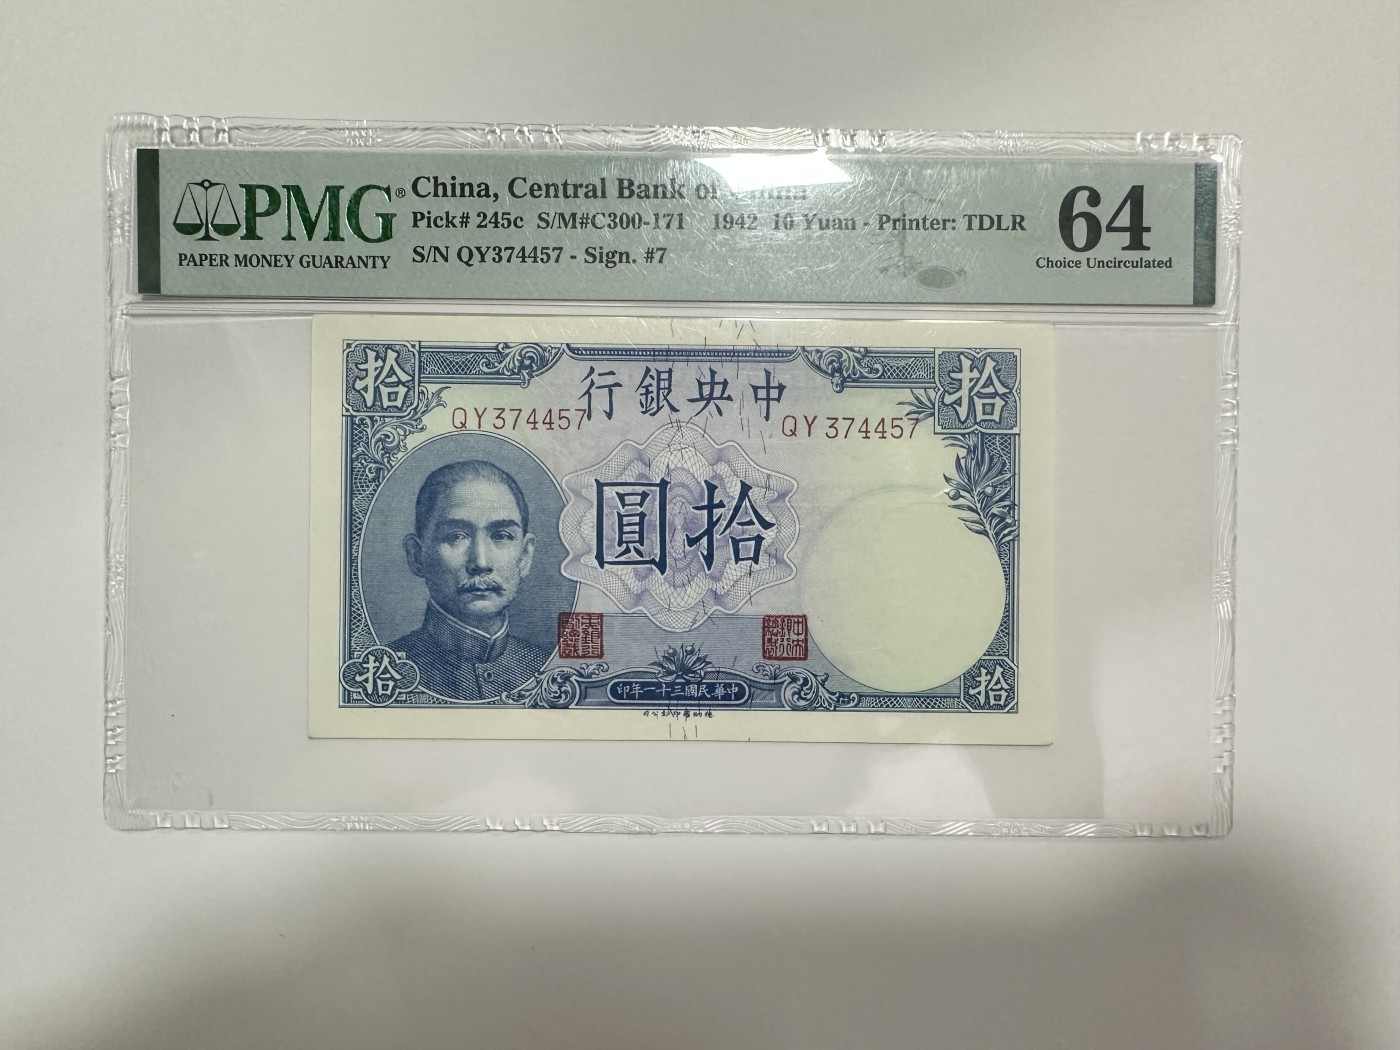 PMG®
PAPER MONEY GUARANTY
China, Central Bank of China
Pick# 245c S/M#C300-171 1942 10 Yuan - Printer: TDLR
S/N QY374457 - Sign. #7
64
Choice Uncirculated
拾
拾
行銀央中
QY374457
QY374457
圓拾
拾
印年一十三國民華中
拾
PMG